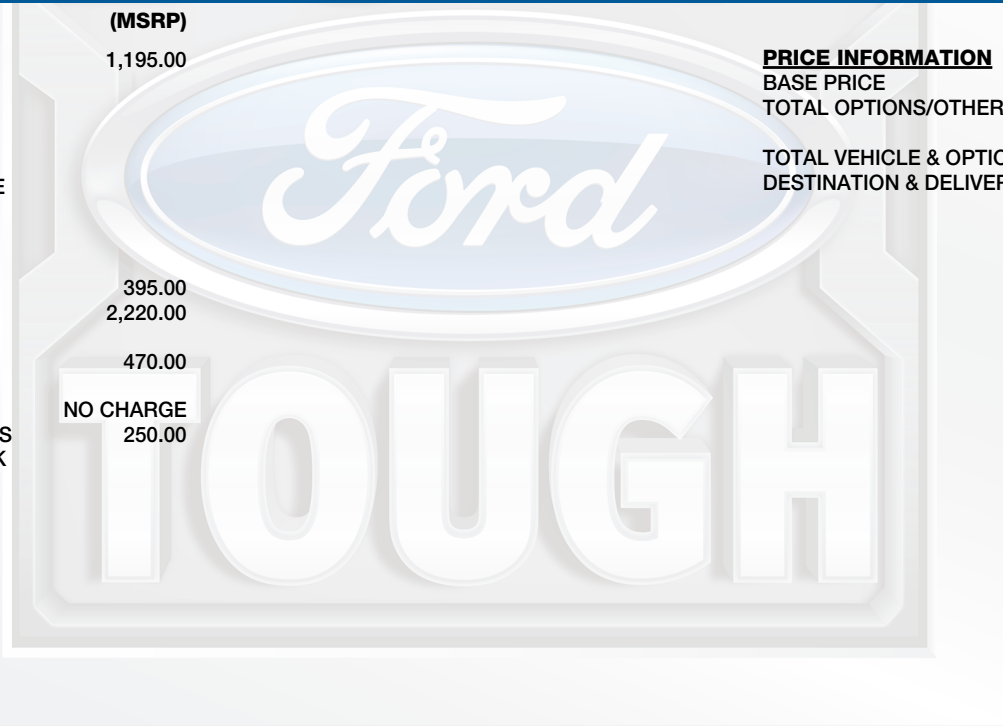 (MSRP)
1,195.00
E
395.00
2,220.00
470.00
NO CHARGE
S 250.00
K
PRICE INFORMATION
BASE PRICE
TOTAL OPTIONS/OTHER
TOTAL VEHICLE & OPTIO
DESTINATION & DELIVER
Ford
TOUGH